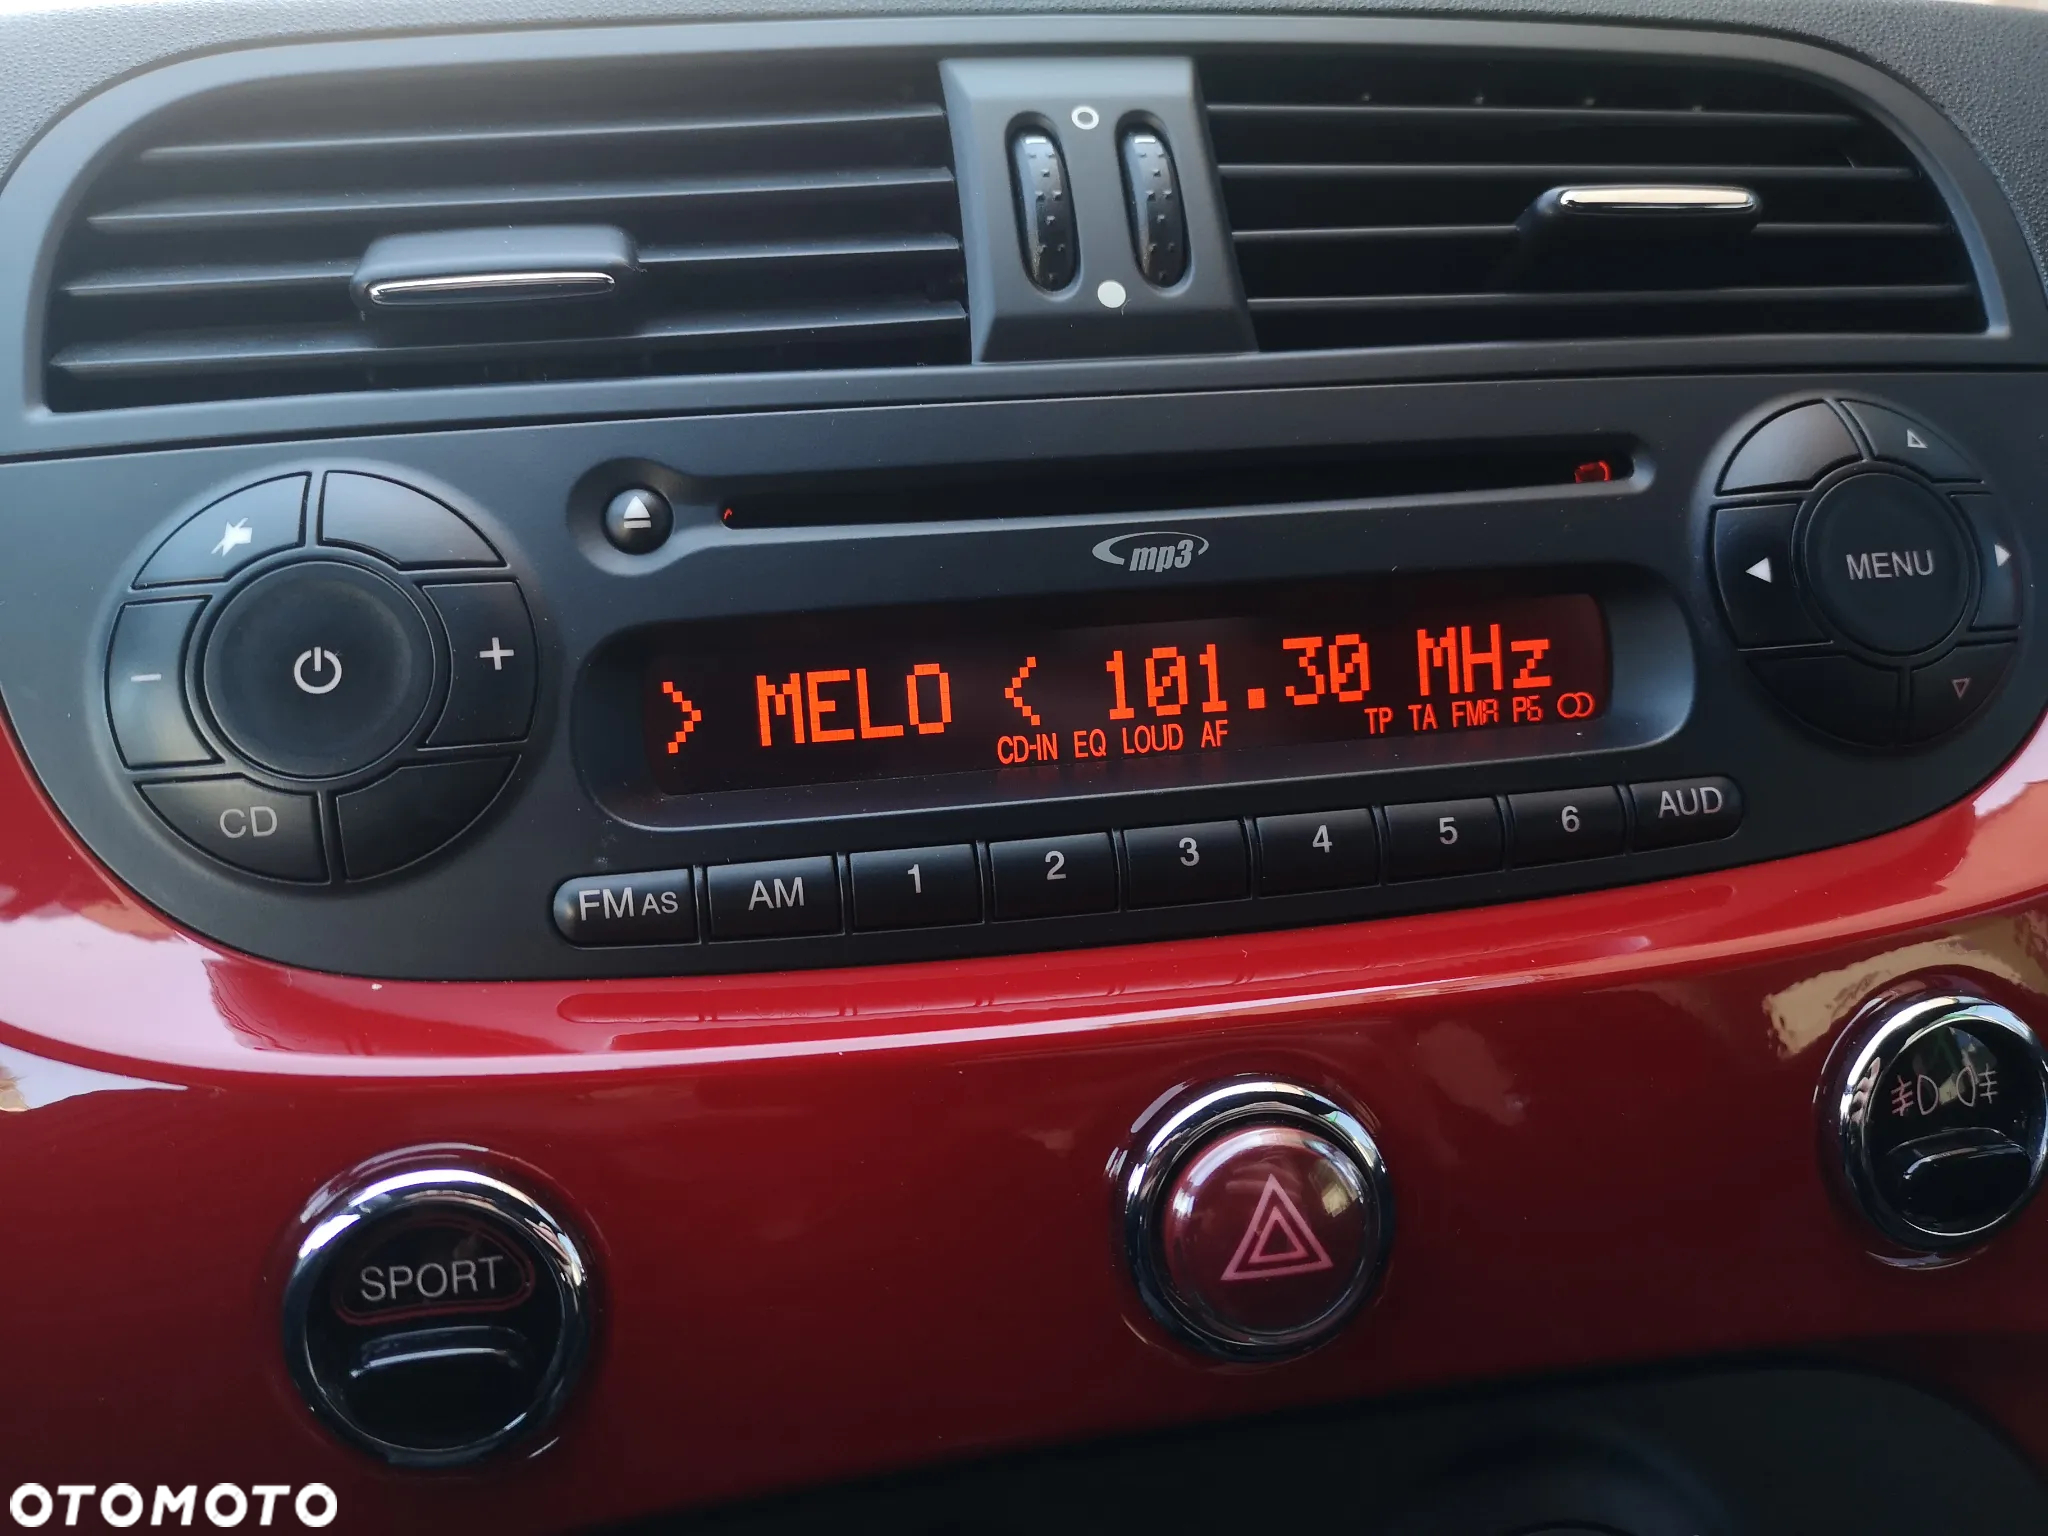 mp3
MENU
> MELO < 101.30 MHz
CD-IN EQ LOUD AF TP TA FMA P6
CD
FM AS AM 1 2 3 4 5 6 AUD
SPORT
OTOMOTO